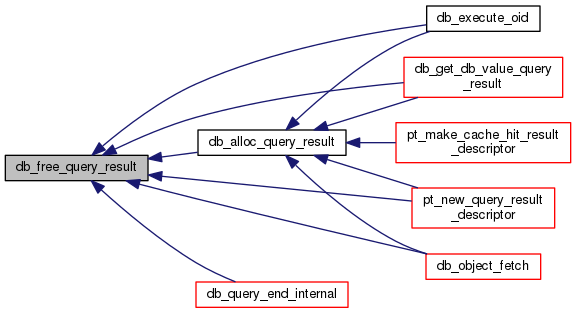 db_execute_oid
db_get_db_value_query
_result
db_alloc_query_result
pt_make_cache_hit_result
_descriptor
db_free_query_result
pt_new_query_result
_descriptor
db_object_fetch
db_query_end_internal